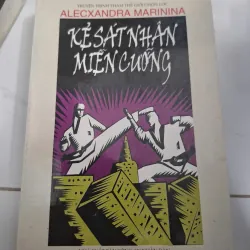 ALECXANDRA MARININA
KẺ SÁT NHÂN
MIỄN CƯỠNG